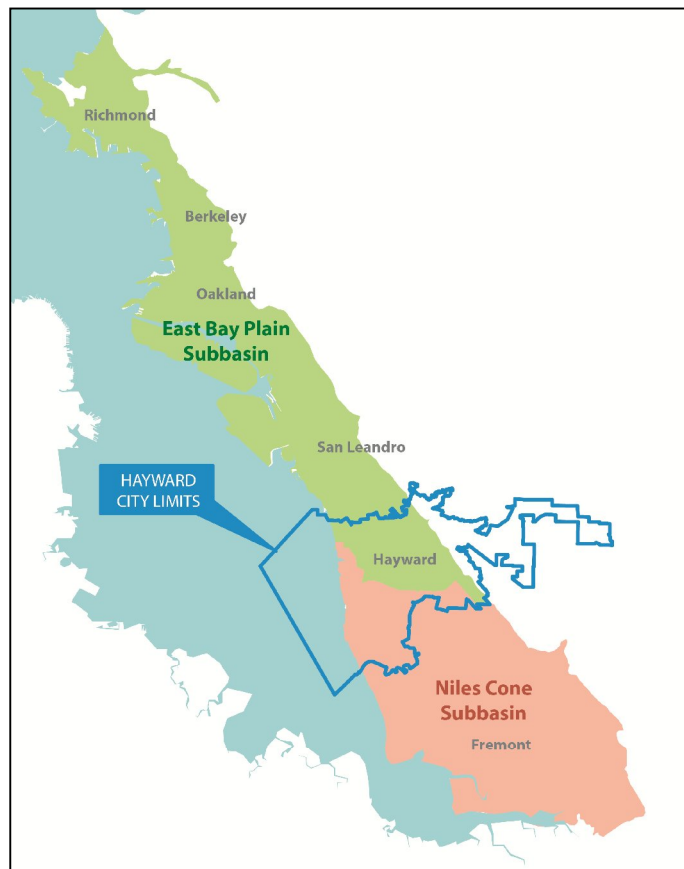 Richmond
Berkeley
Oakland
East Bay Plain
Subbasin
San Leandro
HAYWARD
CITY LIMITS
Hayward
Niles Cone
Subbasin
Fremont